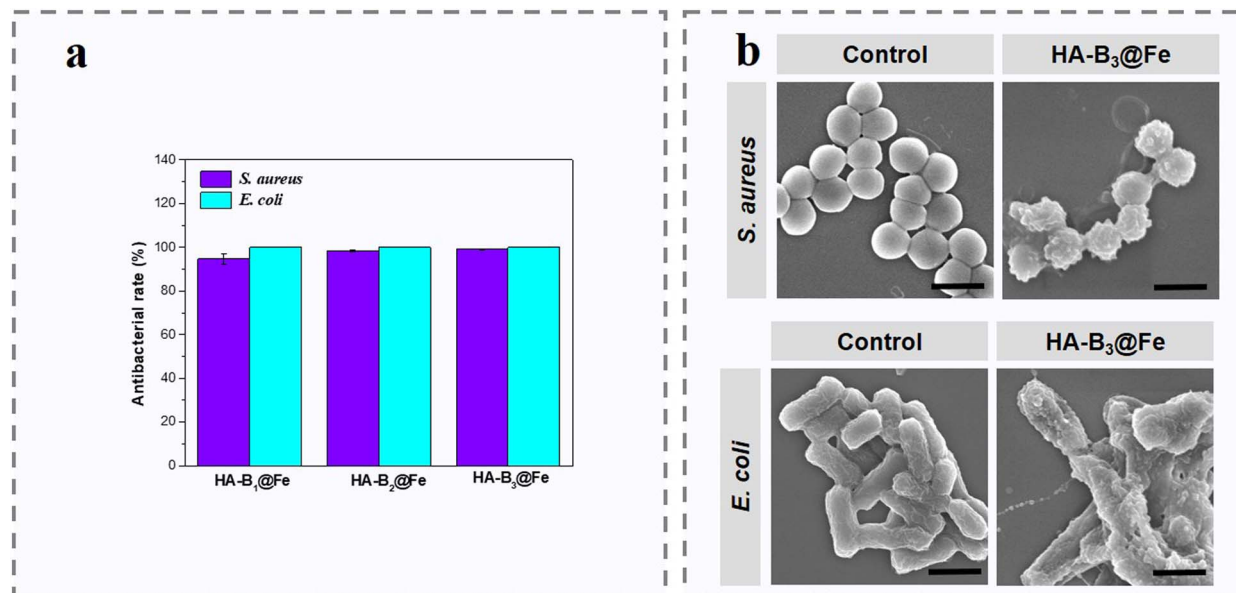 a
140
120
100
80
60
40
20
0
Antibacterial rate (%)
S. aureus
E. coli
HA-B₁@Fe
HA-B₂@Fe
HA-B₃@Fe
b
Control
HA-B₃@Fe
S. aureus
Control
HA-B₃@Fe
E. coli